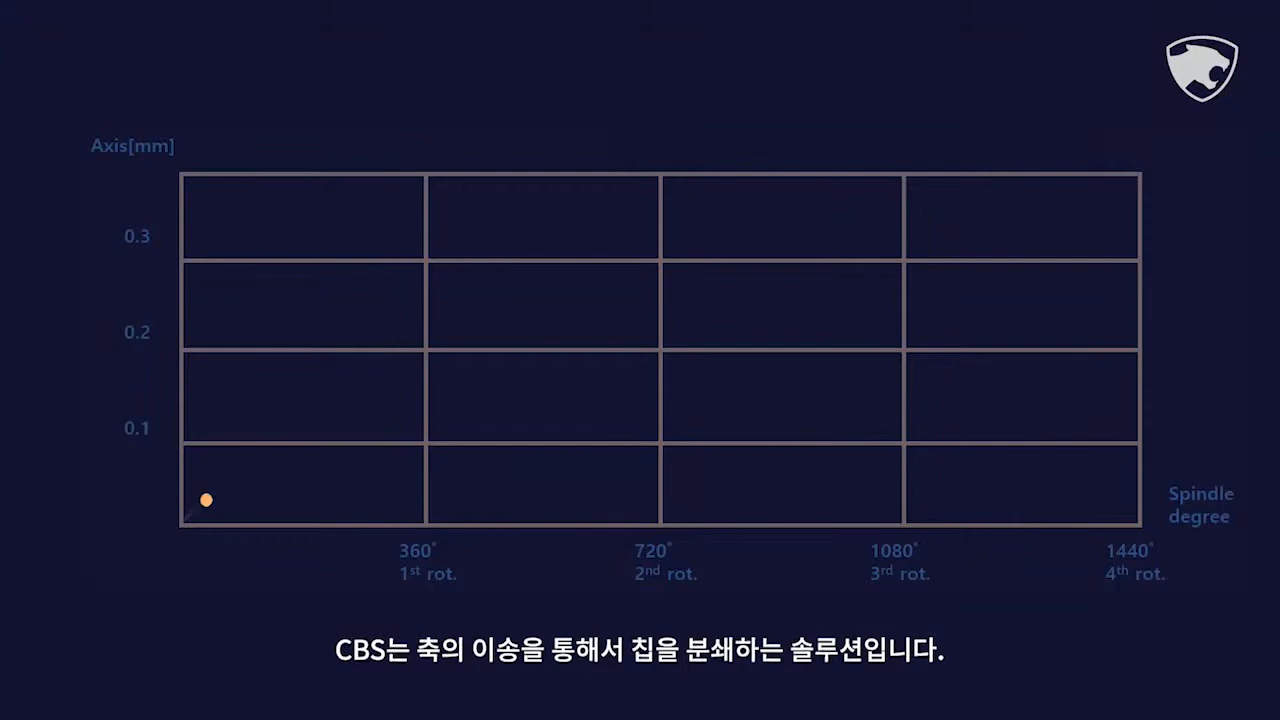 Axis[mm]
0.3
0.2
0.1
Spindle
degree
360° 720° 1080° 1440°
1st rot. 2nd rot. 3rd rot. 4th rot.
CBS는 축의 이송을 통해서 칩을 분쇄하는 솔루션입니다.